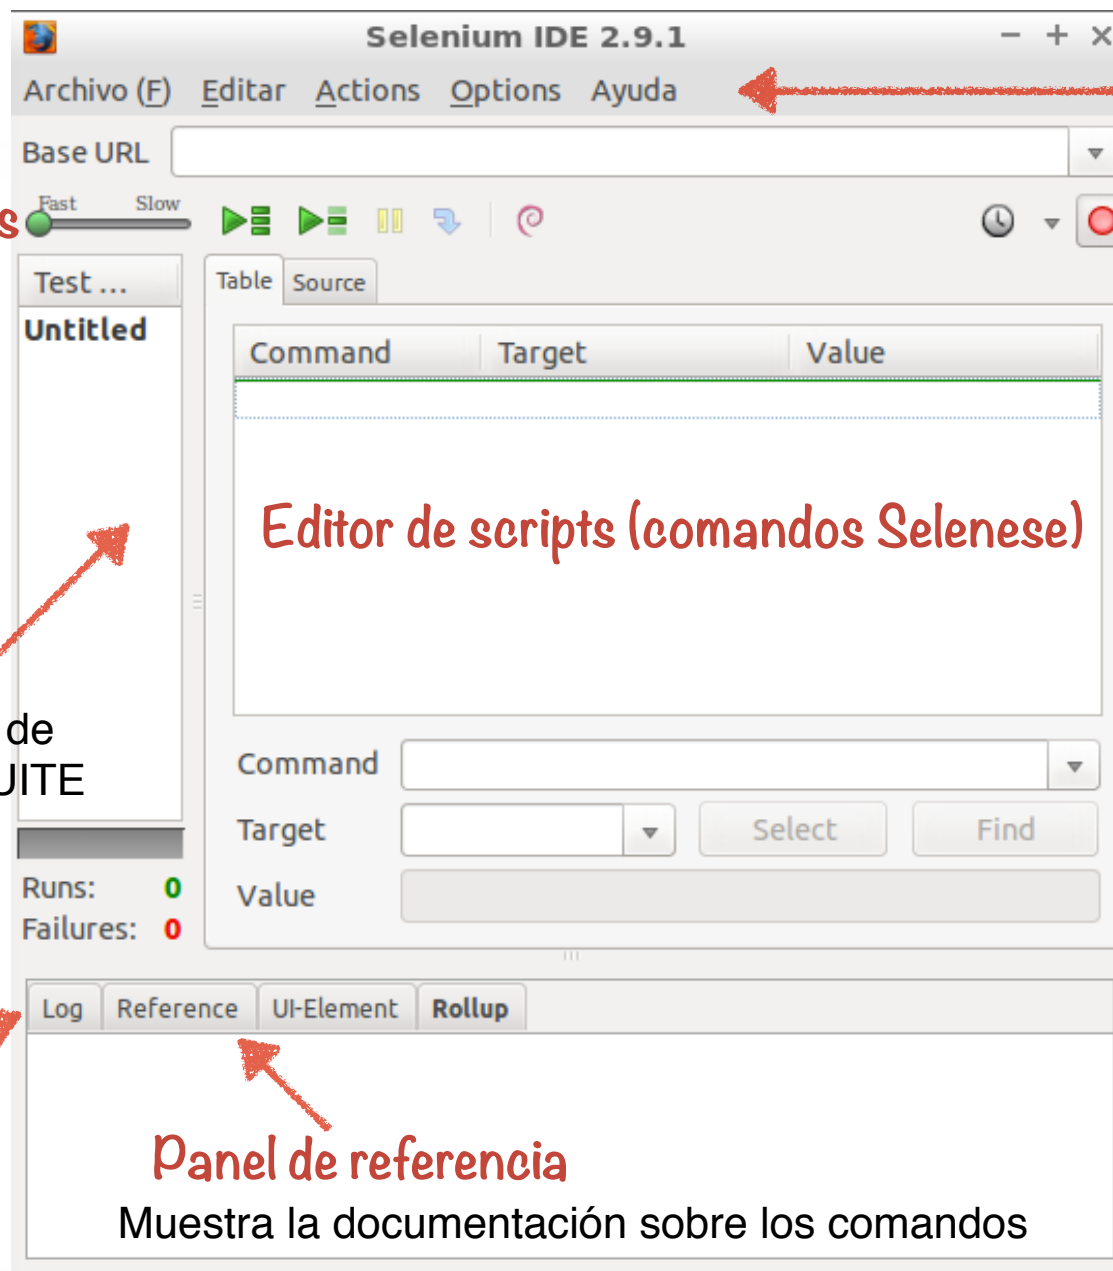 Selenium IDE 2.9.1
Archivo (F) Editar Actions Options Ayuda
Base URL
Fast Slow
s
Test ...
Table Source
Untitled
Command Target Value
Editor de scripts (comandos Selenese)
de
UITE
Command
Target Select Find
Value
Runs: 0
Failures: 0
Log Reference UI-Element Rollup
Panel de referencia
Muestra la documentación sobre los comandos